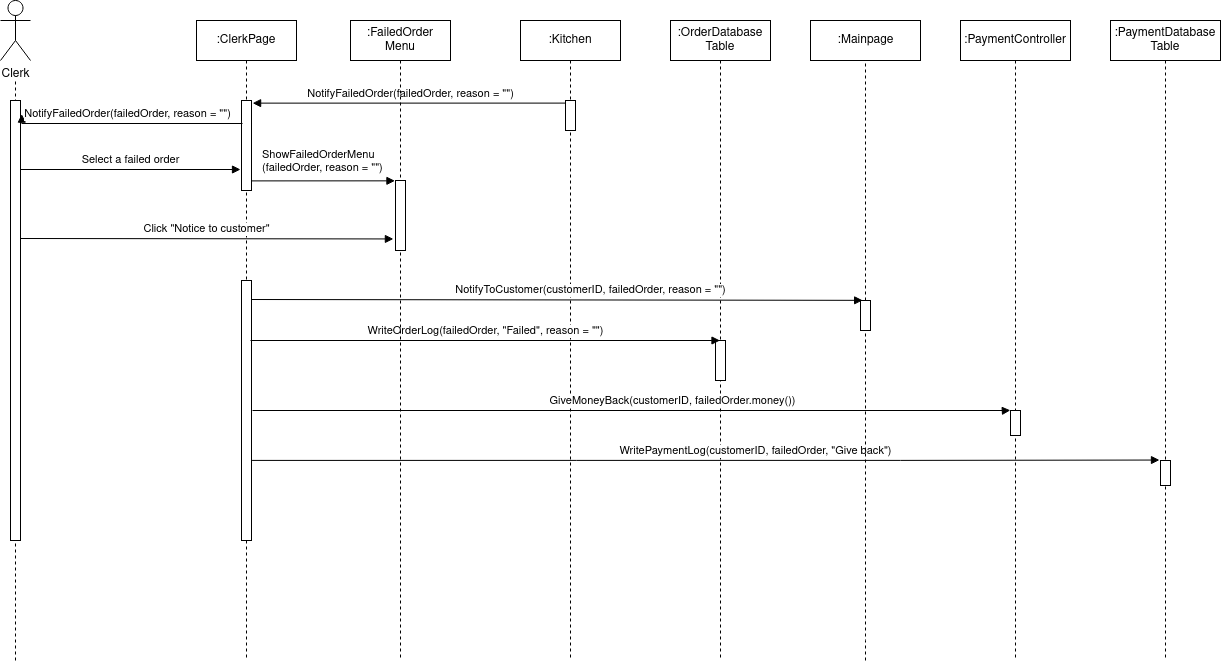 :ClerkPage
:FailedOrder
Menu
:Kitchen
:OrderDatabase
Table
:Mainpage
:PaymentController
:PaymentDatabase
Table
Clerk
NotifyFailedOrder(failedOrder, reason = "")
NotifyFailedOrder(failedOrder, reason = "")
Select a failed order
ShowFailedOrderMenu
(failedOrder, reason = "")
Click "Notice to customer"
NotifyToCustomer(customerID, failedOrder, reason = "")
WriteOrderLog(failedOrder, "Failed", reason = "")
GiveMoneyBack(customerID, failedOrder.money())
WritePaymentLog(customerID, failedOrder, "Give back")